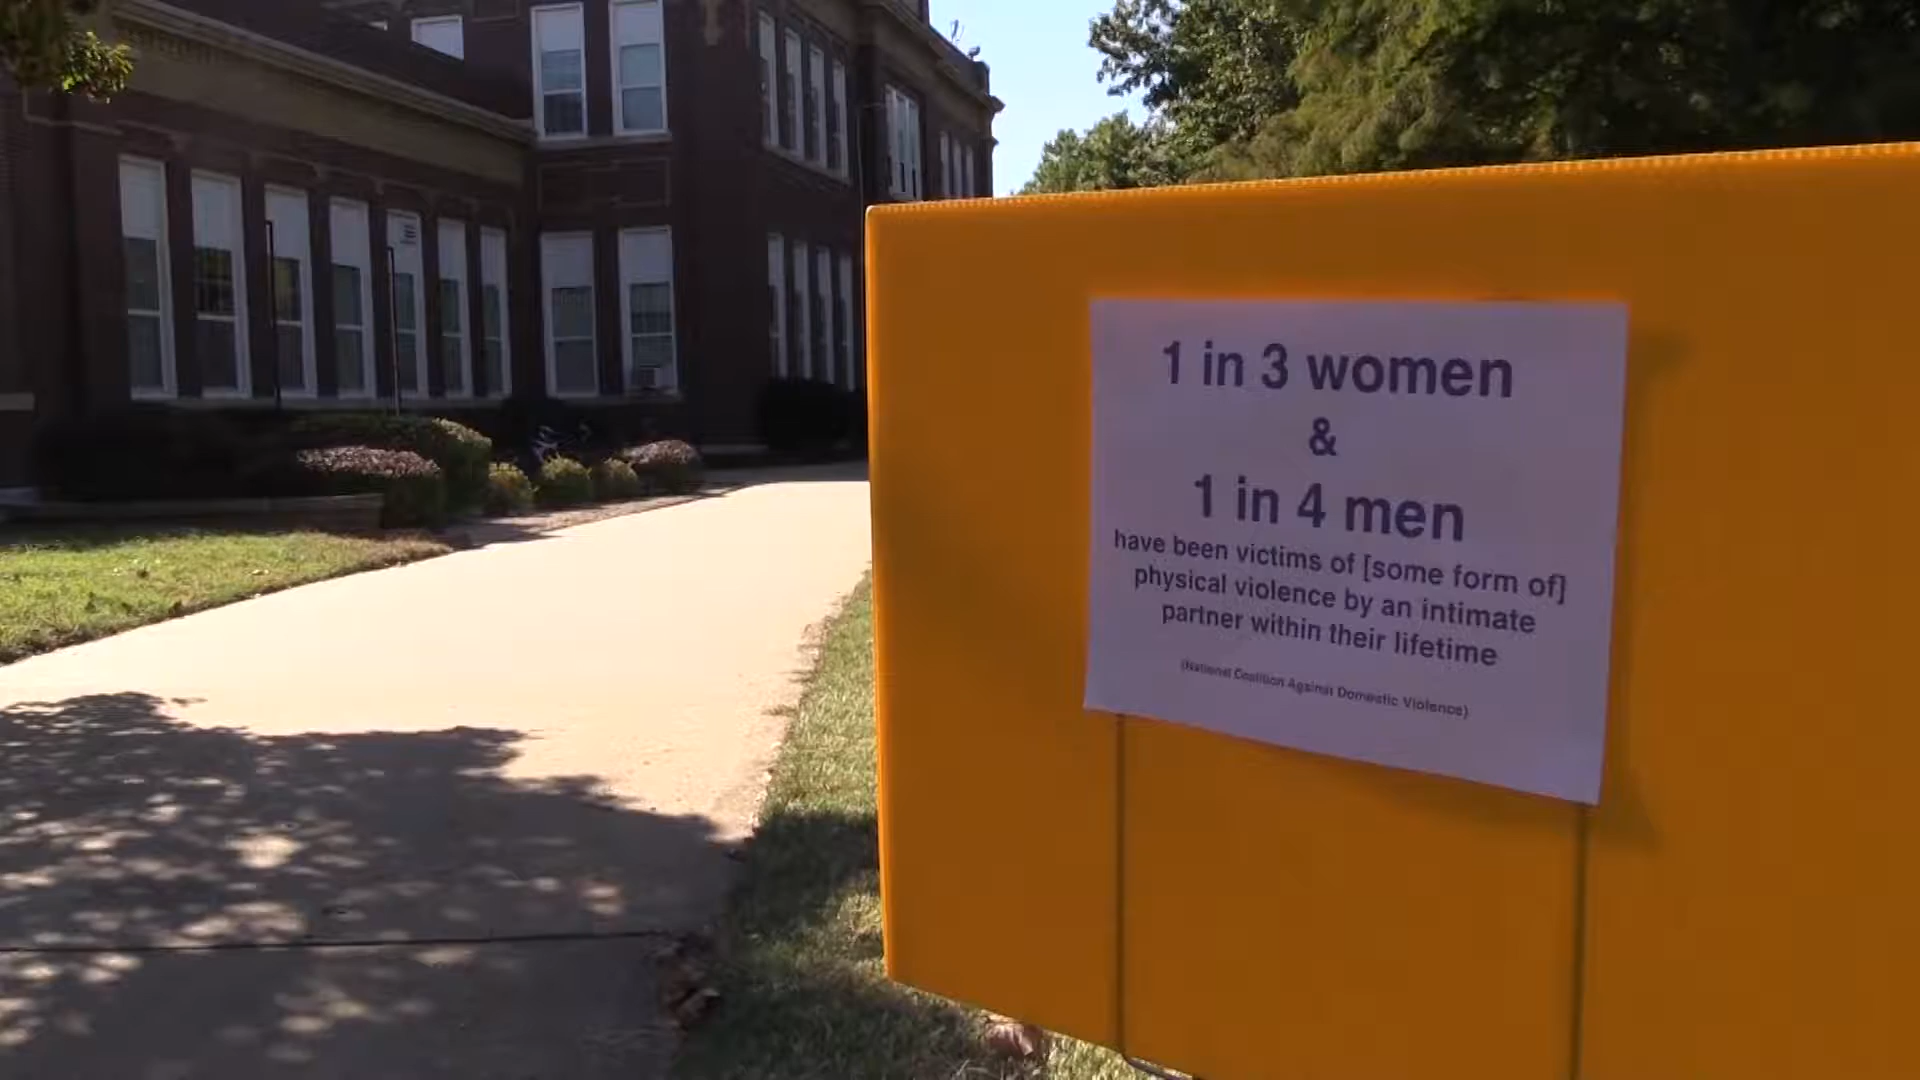 1 in 3 women
&
1 in 4 men
have been victims of [some form of]
physical violence by an intimate
partner within their lifetime
(National Coalition Against Domestic Violence)